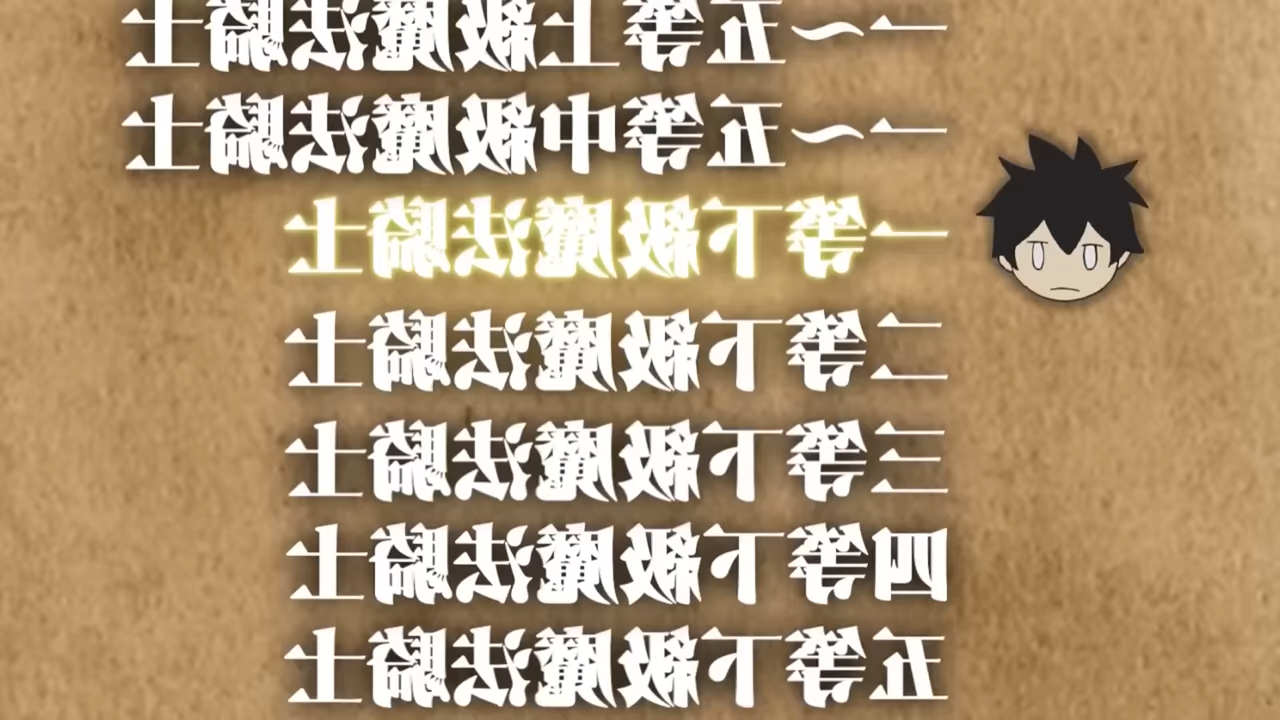 一～五等上級魔法騎士
一～五等中級魔法騎士
一等下級魔法騎士
二等下級魔法騎士
三等下級魔法騎士
四等下級魔法騎士
五等下級魔法騎士